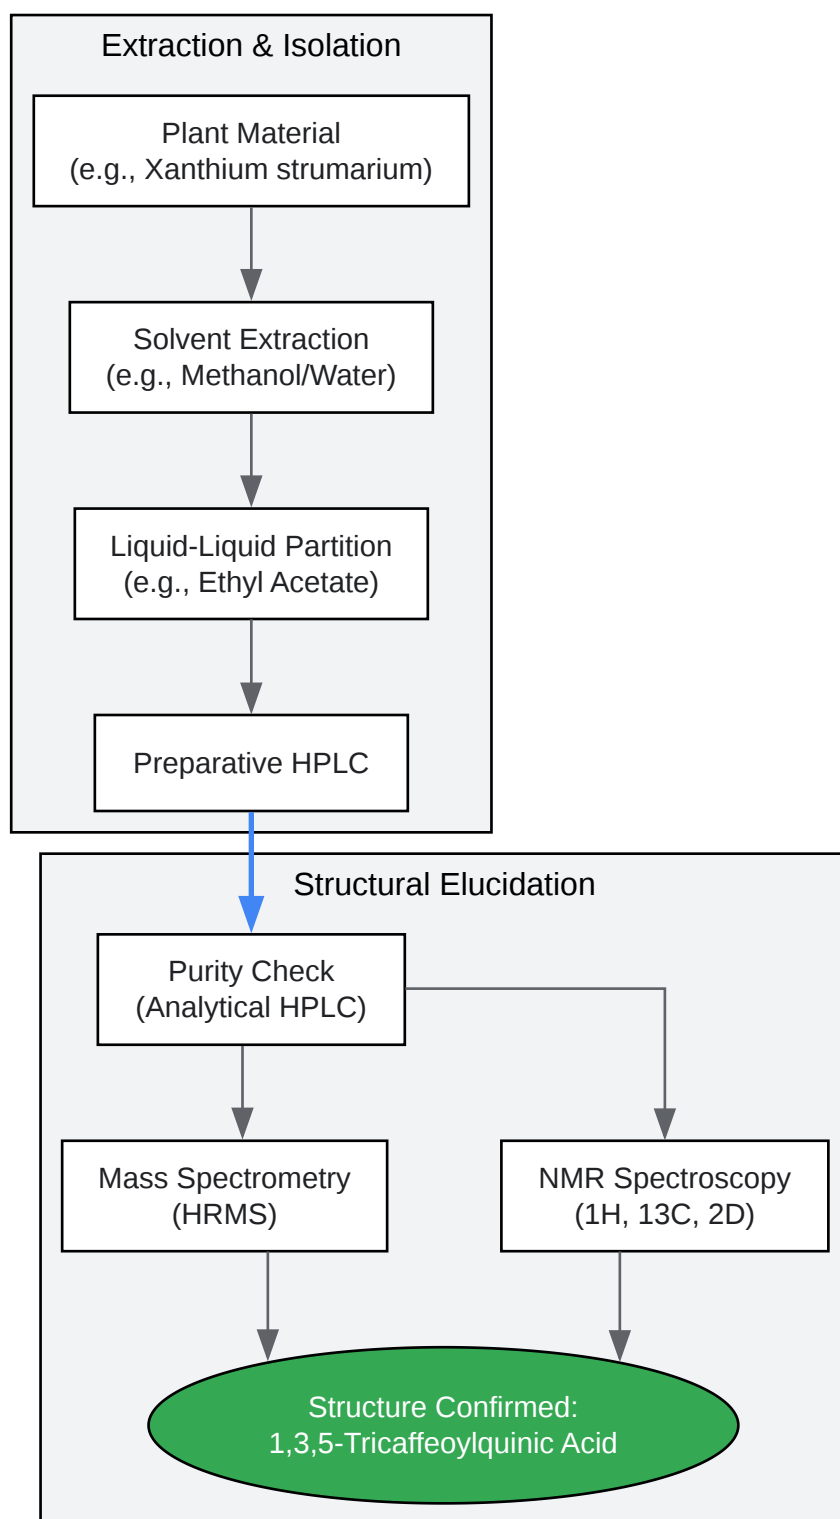 Extraction & Isolation
Plant Material
(e.g., Xanthium strumarium)
Solvent Extraction
(e.g., Methanol/Water)
Liquid-Liquid Partition
(e.g., Ethyl Acetate)
Preparative HPLC
Structural Elucidation
Purity Check
(Analytical HPLC)
Mass Spectrometry
(HRMS)
NMR Spectroscopy
(1H, 13C, 2D)
Structure Confirmed:
1,3,5-Tricaffeoylquinic Acid